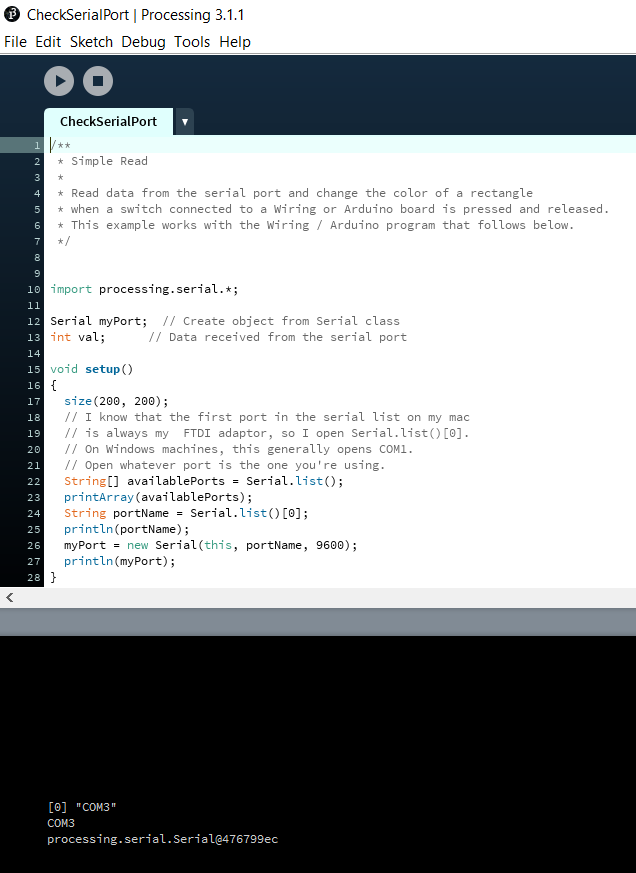 CheckSerialPort | Processing 3.1.1
File Edit Sketch Debug Tools Help
CheckSerialPort ▼
1 /**
2  * Simple Read
3  *
4  * Read data from the serial port and change the color of a rectangle
5  * when a switch connected to a Wiring or Arduino board is pressed and released.
6  * This example works with the Wiring / Arduino program that follows below.
7  */
8
9
10 import processing.serial.*;
11
12 Serial myPort;  // Create object from Serial class
13 int val;      // Data received from the serial port
14
15 void setup()
16 {
17   size(200, 200);
18   // I know that the first port in the serial list on my mac
19   // is always my  FTDI adaptor, so I open Serial.list()[0].
20   // On Windows machines, this generally opens COM1.
21   // Open whatever port is the one you're using.
22   String[] availablePorts = Serial.list();
23   printArray(availablePorts);
24   String portName = Serial.list()[0];
25   println(portName);
26   myPort = new Serial(this, portName, 9600);
27   println(myPort);
28 }
[0] "COM3"
COM3
processing.serial.Serial@476799ec